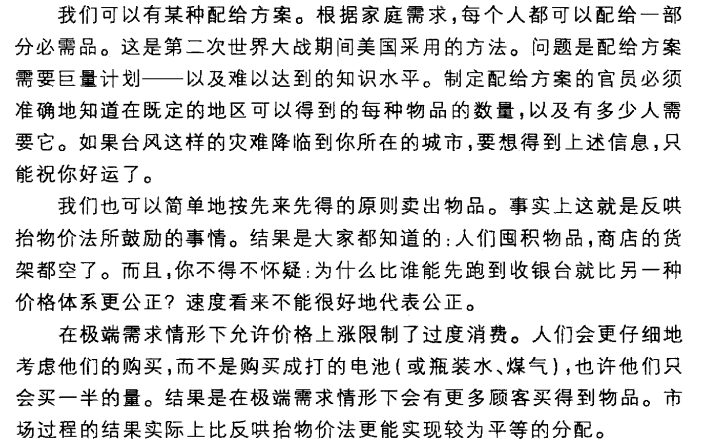 我们可以有某种配给方案。根据家庭需求,每个人都可以配给一部
分必需品。这是第二次世界大战期间美国采用的方法。问题是配给方案
需要巨量计划——以及难以达到的知识水平。制定配给方案的官员必须
准确地知道在既定的地区可以得到的每种物品的数量,以及有多少人需
要它。如果台风这样的灾难降临到你所在的城市,要想得到上述信息,只
能祝你好运了。
我们也可以简单地按先来先得的原则卖出物品。事实上这就是反哄
抬物价法所鼓励的事情。结果是大家都知道的:人们囤积物品,商店的货
架都空了。而且,你不得不怀疑:为什么比谁能先跑到收银台就比另一种
价格体系更公正? 速度看来不能很好地代表公正。
在极端需求情形下允许价格上涨限制了过度消费。人们会更仔细地
考虑他们的购买,而不是购买成打的电池(或瓶装水、煤气),也许他们只
会买一半的量。结果是在极端需求情形下会有更多顾客买得到物品。市
场过程的结果实际上比反哄抬物价法更能实现较为平等的分配。